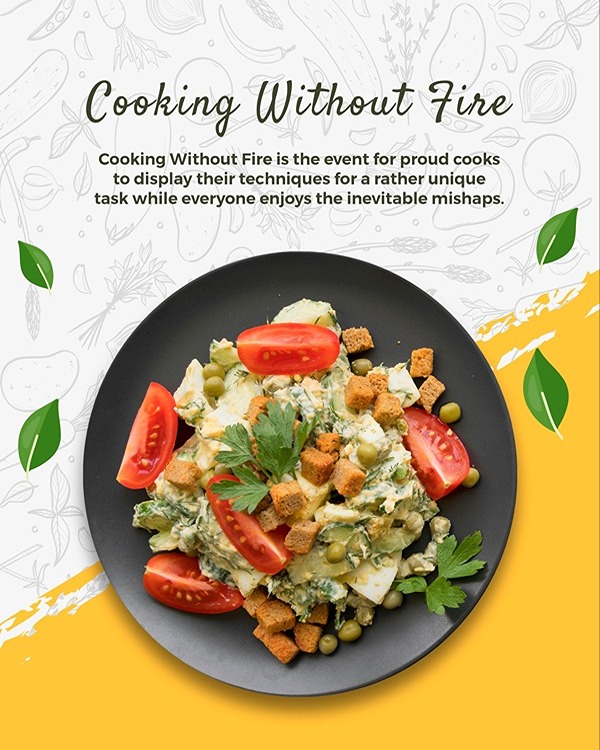 Cooking Without Fire
Cooking Without Fire is the event for proud cooks
to display their techniques for a rather unique
task while everyone enjoys the inevitable mishaps.